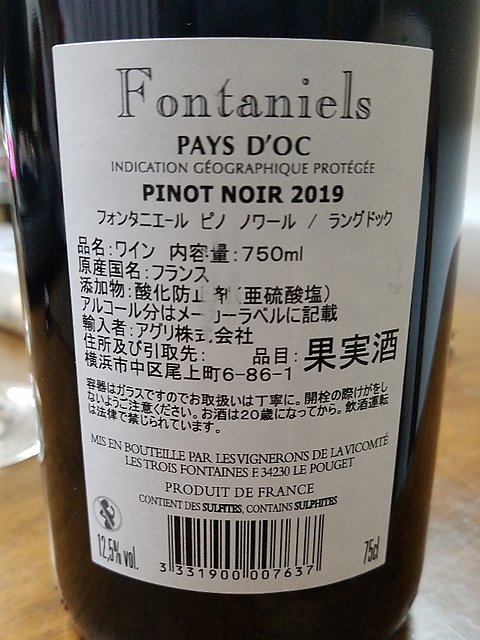 Fontaniels
PAYS D'OC
INDICATION GÉOGRAPHIQUE PROTÉGÉE
PINOT NOIR 2019
フォンタニエール ピノ ノワール / ラングドック
品名:ワイン 内容量:750ml
原産国名:フランス
添加物:酸化防止剤(亜硫酸塩)
アルコール分はメーカーラベルに記載
輸入者:アグリ株式会社
住所及び引取先: 品目:果実酒
横浜市中区尾上町6-86-1
容器はガラスですのでお取扱いは丁寧に。開栓の際けがをし
ないようご注意ください。お酒は20歳になってから。飲酒運転
は法律で禁じられています。
MIS EN BOUTEILLE PAR LES VIGNERONS DE LA VICOMTÉ
LES TROIS FONTAINES F. 34230 LE POUGET
PRODUIT DE FRANCE
CONTIENT DES SULFITES, CONTAINS SULPHITES
12,5% vol.
3 331900 007637
75cl